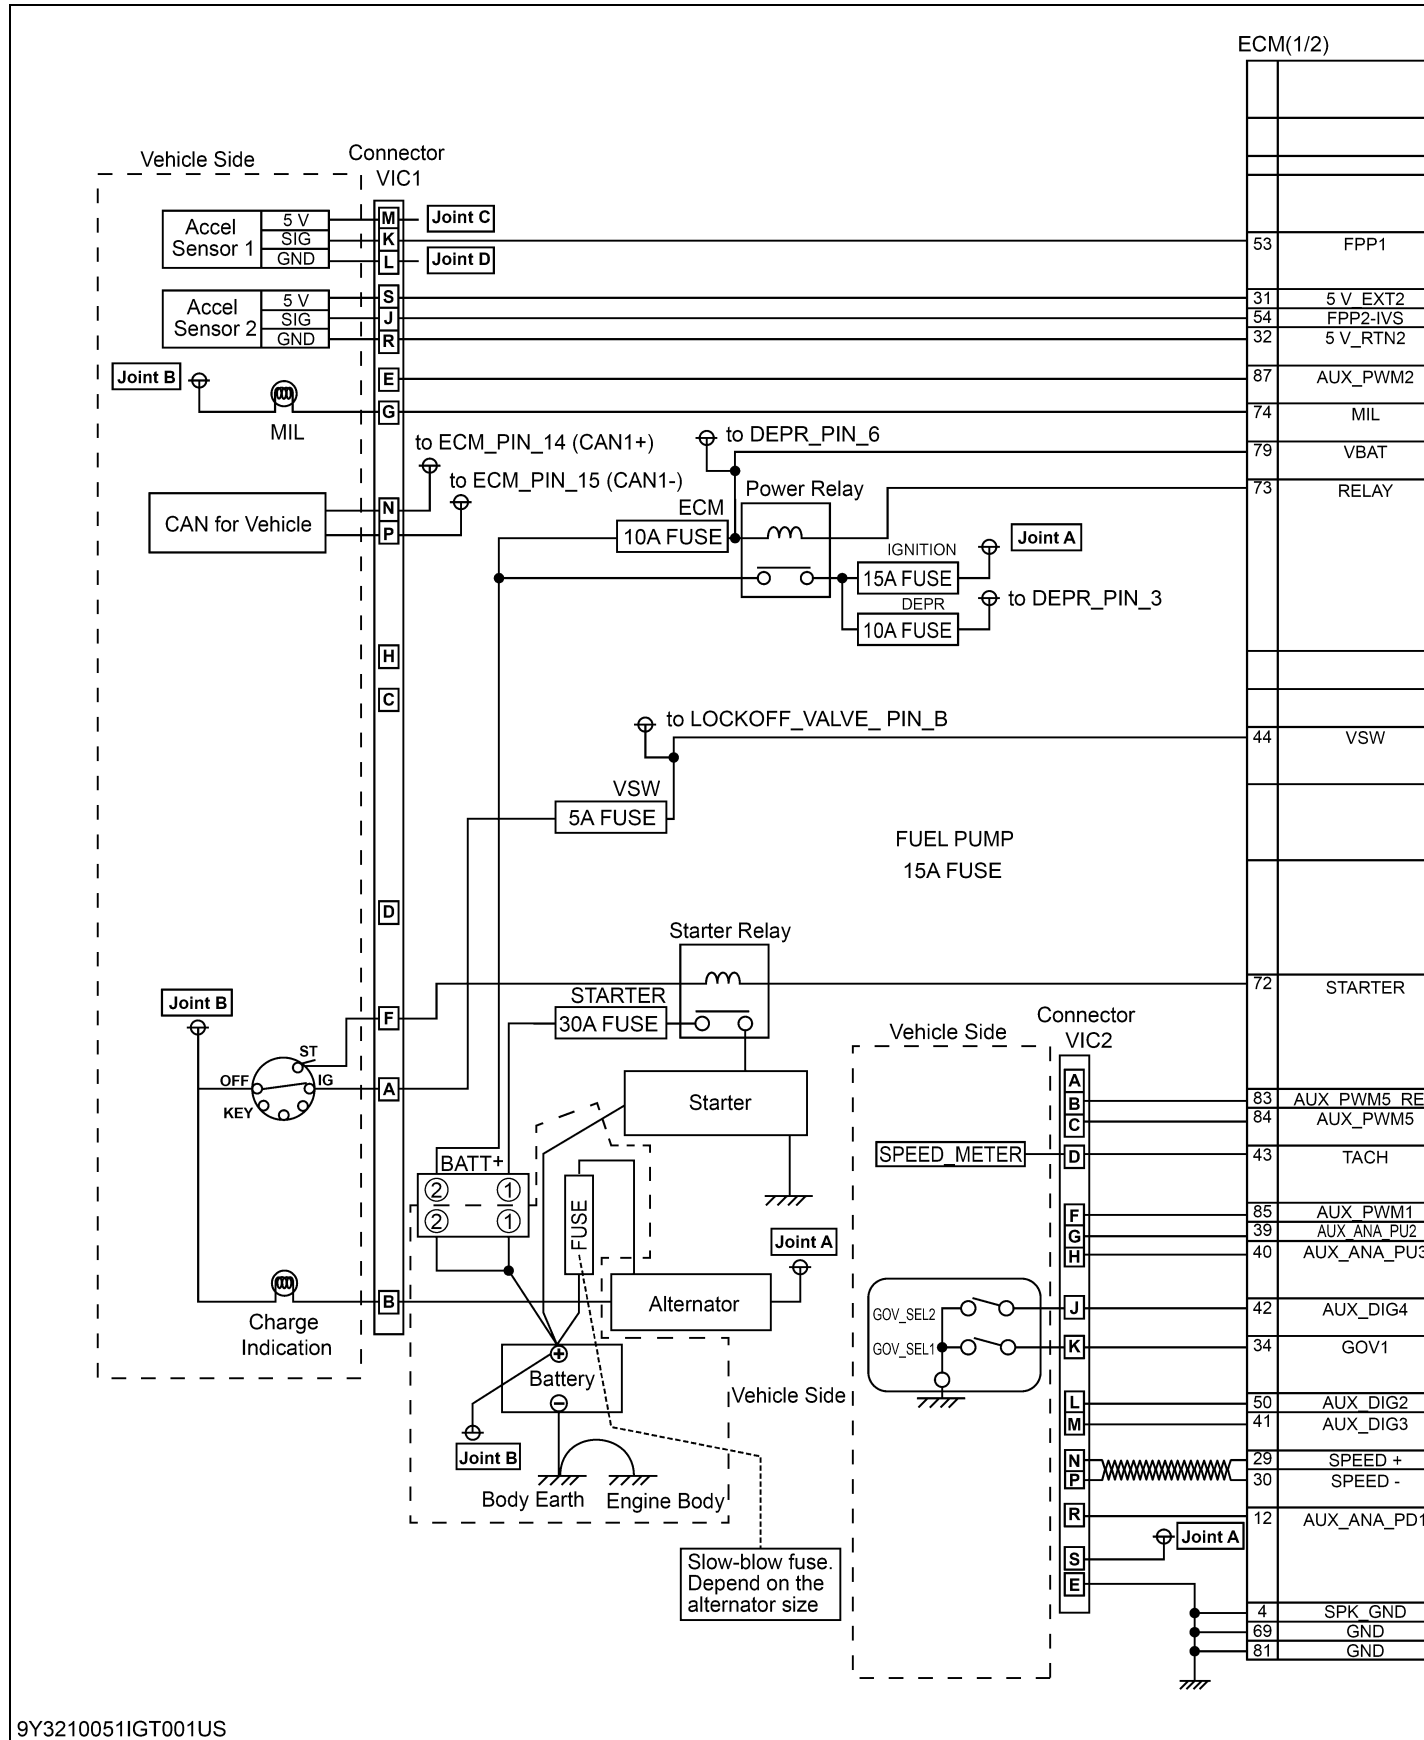 ECM(1/2)
Vehicle Side
Connector
VIC1
Accel
Sensor 1
5 V
SIG
GND
M
K
L
Joint C
Joint D
53
FPP1
Accel
Sensor 2
5 V
SIG
GND
S
J
R
31
5 V_EXT2
54
FPP2-IVS
32
5 V_RTN2
Joint B
E
87
AUX_PWM2
MIL
G
74
MIL
to ECM_PIN_14 (CAN1+)
to ECM_PIN_15 (CAN1-)
to DEPR_PIN_6
79
VBAT
73
RELAY
CAN for Vehicle
N
P
Power Relay
ECM
10A FUSE
IGNITION
15A FUSE
Joint A
DEPR
10A FUSE
to DEPR_PIN_3
H
C
to LOCKOFF_VALVE_ PIN_B
44
VSW
VSW
5A FUSE
FUEL PUMP
15A FUSE
D
Starter Relay
72
STARTER
Joint B
F
STARTER
30A FUSE
ST
OFF
IG
KEY
A
Starter
Vehicle Side
Connector
VIC2
A
B
C
83
AUX_PWM5_RE
84
AUX_PWM5
BATT+
2
1
2
1
FUSE
SPEED_METER
D
43
TACH
F
G
H
85
AUX_PWM1
39
AUX_ANA_PU2
40
AUX_ANA_PU3
Joint A
Charge
Indication
B
Alternator
GOV_SEL2
GOV_SEL1
J
K
42
AUX_DIG4
34
GOV1
+
Battery
−
Vehicle Side
Joint B
Body Earth
Engine Body
L
M
50
AUX_DIG2
41
AUX_DIG3
N
P
29
SPEED +
30
SPEED -
R
12
AUX_ANA_PD1
S
Joint A
E
Slow-blow fuse.
Depend on the
alternator size
4
SPK_GND
69
GND
81
GND
9Y3210051IGT001US